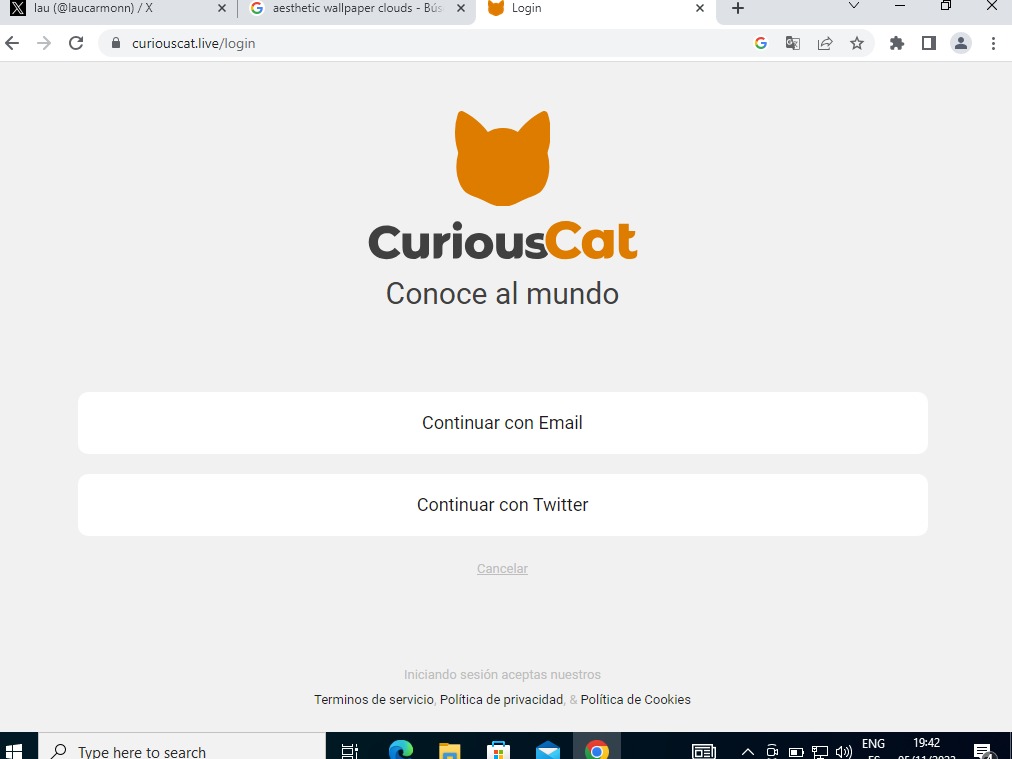 lau (@laucarmonn) / X
aesthetic wallpaper clouds - Bús
Login
curiouscat.live/login
CuriousCat
Conoce al mundo
Continuar con Email
Continuar con Twitter
Cancelar
Iniciando sesión aceptas nuestros
Terminos de servicio, Política de privacidad, & Política de Cookies
Type here to search
ENG
19:42
ES